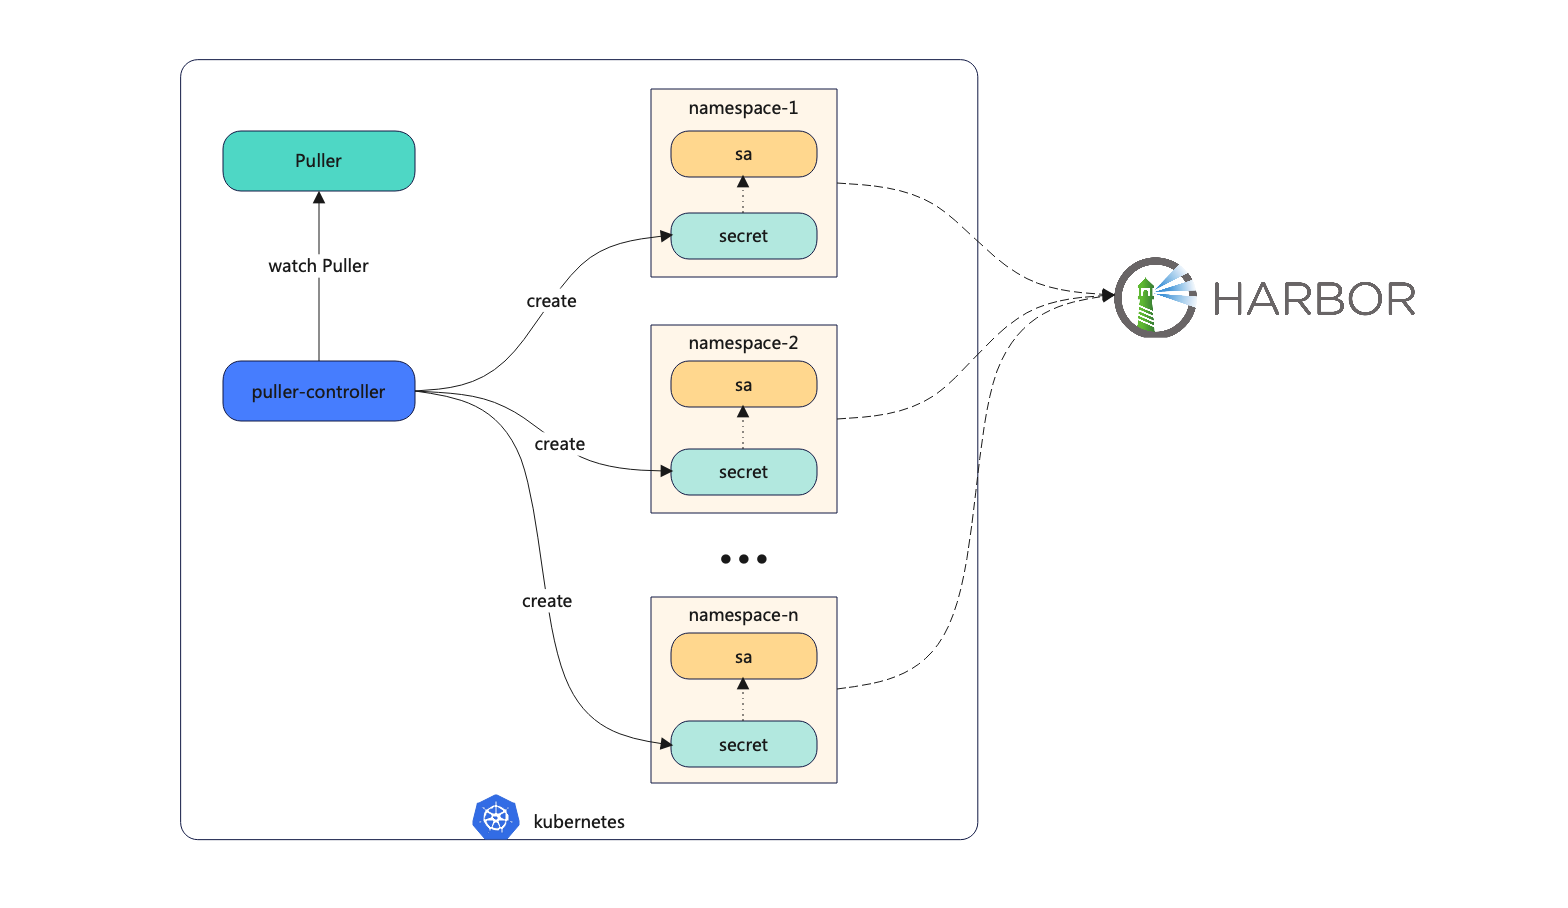 Puller
watch Puller
puller-controller
create
create
create
namespace-1
sa
secret
namespace-2
sa
secret
namespace-n
sa
secret
kubernetes
HARBOR